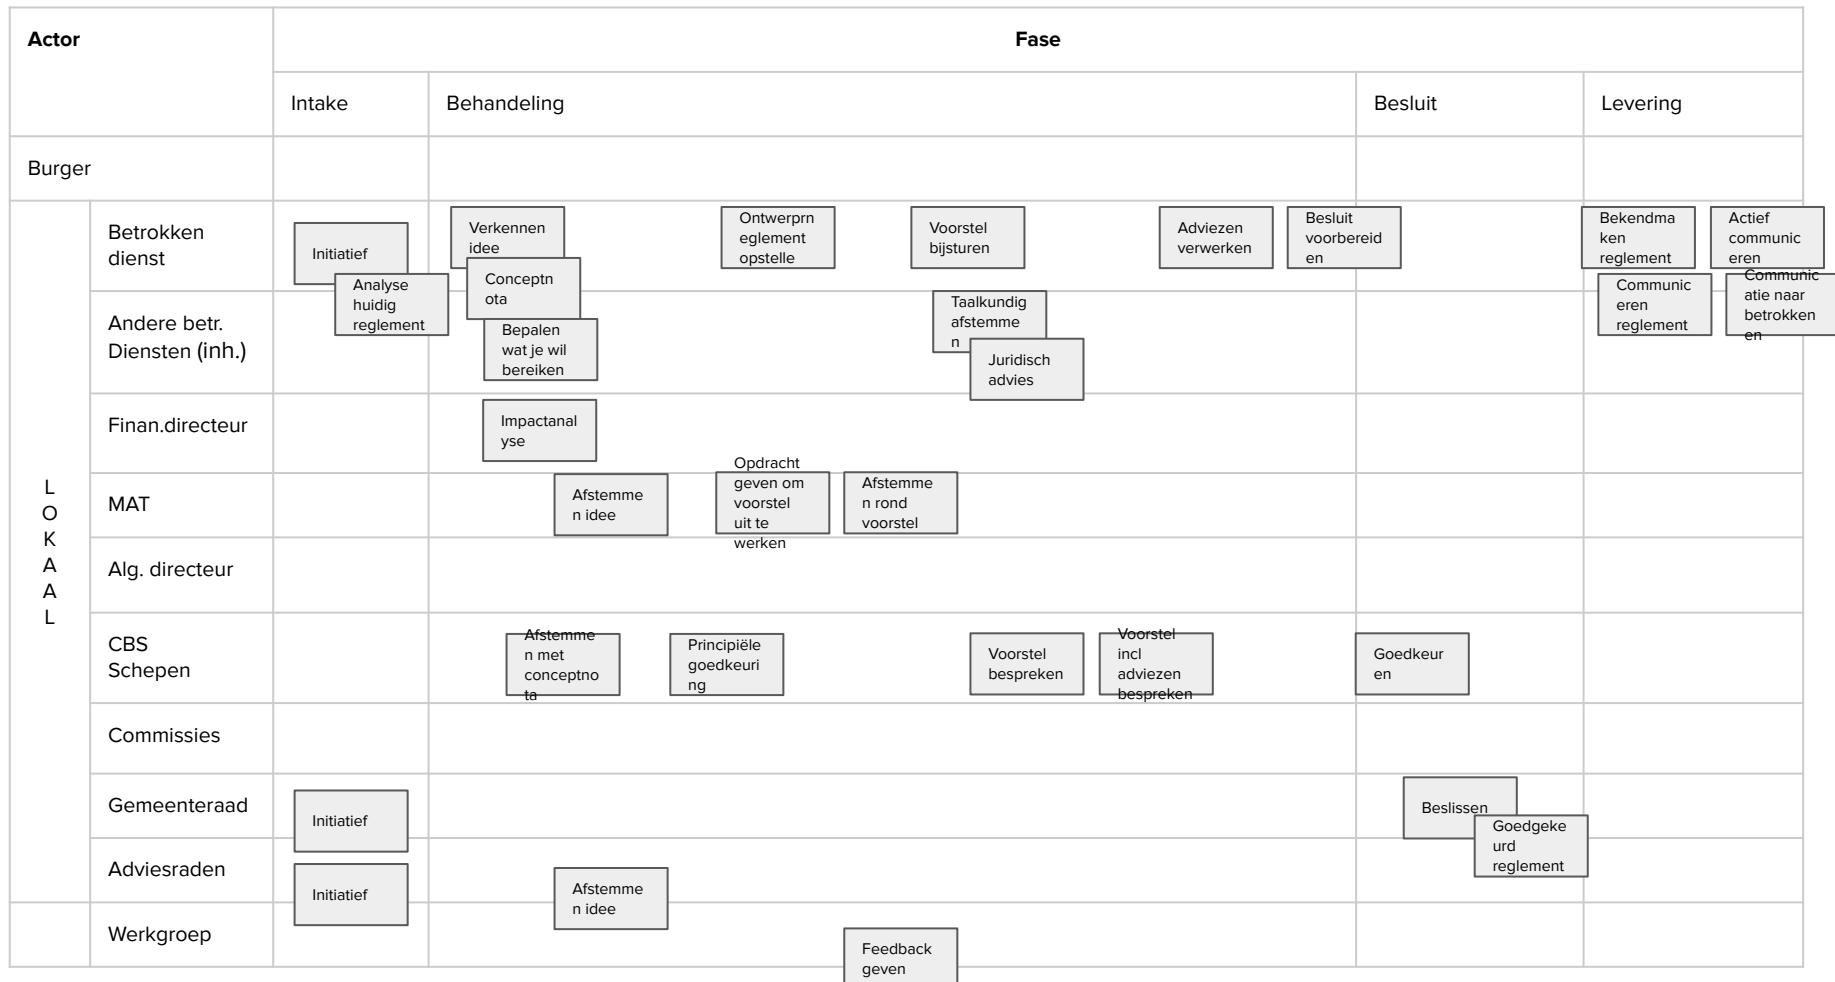 Actor
Fase
Intake
Behandeling
Besluit
Levering
Burger
L
O
K
A
A
L
Betrokken
dienst
Initiatief
Analyse
huidig
reglement
Verkennen
idee
Conceptn
ota
Bepalen
wat je wil
bereiken
Ontwerprn
eglement
opstelle
Voorstel
bijsturen
Adviezen
verwerken
Besluit
voorbereid
en
Bekendma
ken
reglement
Actief
communic
eren
Communic
eren
reglement
Communic
atie naar
betrokken
en
Andere betr.
Diensten (inh.)
Taalkundig
afstemme
n
Juridisch
advies
Finan.directeur
Impactanal
yse
MAT
Afstemme
n idee
Opdracht
geven om
voorstel
uit te
werken
Afstemme
n rond
voorstel
Alg. directeur
CBS
Schepen
Afstemme
n met
conceptno
ta
Principiële
goedkeuri
ng
Voorstel
bespreken
Voorstel
incl
adviezen
bespreken
Goedkeur
en
Commissies
Gemeenteraad
Initiatief
Beslissen
Goedgeke
urd
reglement
Adviesraden
Initiatief
Afstemme
n idee
Werkgroep
Feedback
geven